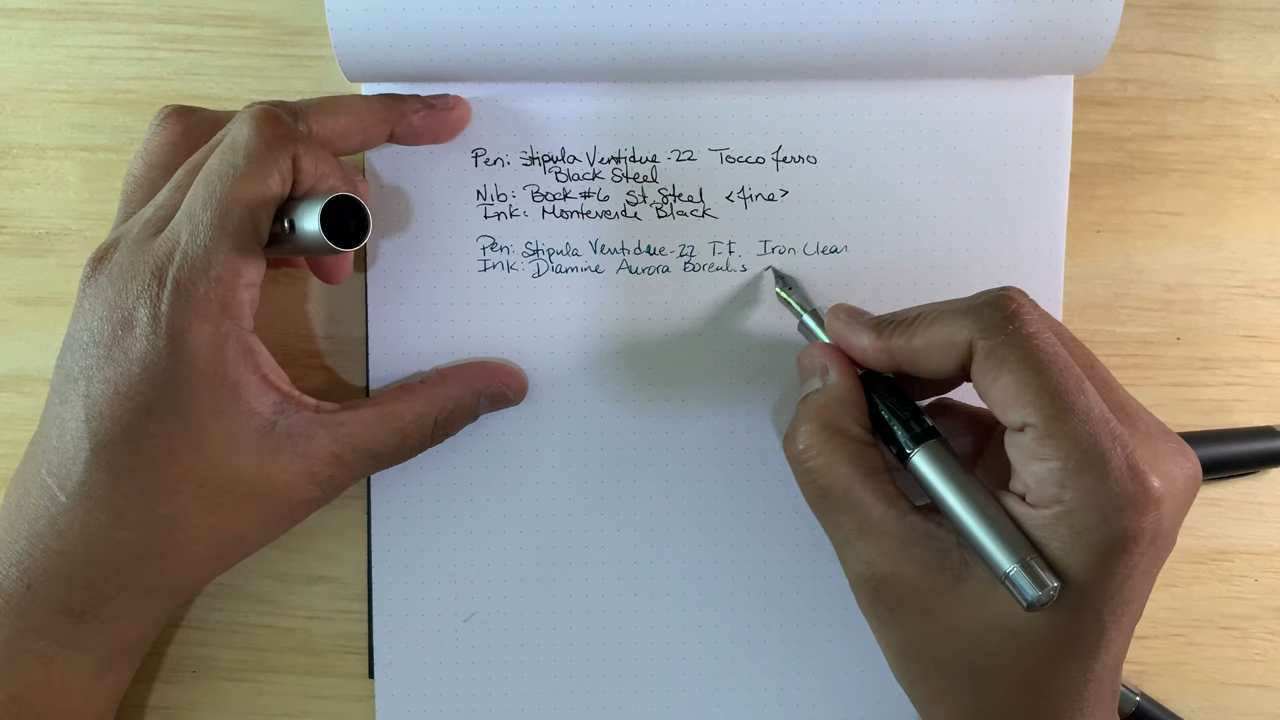 Pen: Stipula Ventidue-22 Tocco ferro
Black Steel
Nib: Bock #6 St. Steel <fine>
Ink: Monteverde Black
Pen: Stipula Ventidue-22 T.F. Iron Clear
Ink: Diamine Aurora Borealis